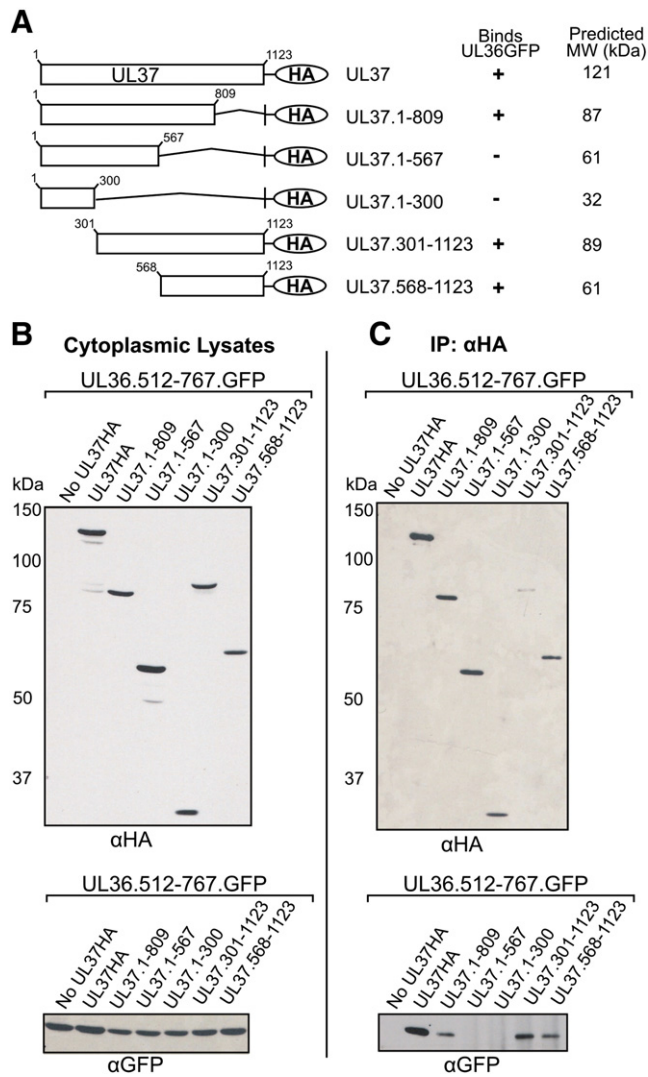 A
Binds UL36GFP
Predicted MW (kDa)
1 1123
UL37 HA UL37 + 121
1 809
HA UL37.1-809 + 87
1 567
HA UL37.1-567 - 61
1 300
HA UL37.1-300 - 32
301 1123
HA UL37.301-1123 + 89
568 1123
HA UL37.568-1123 + 61
B
Cytoplasmic Lysates
UL36.512-767.GFP
No UL37HA
UL37HA
UL37.1-809
UL37.1-567
UL37.1-300
UL37.301-1123
UL37.568-1123
kDa
150
100
75
50
37
αHA
UL36.512-767.GFP
No UL37HA
UL37HA
UL37.1-809
UL37.1-567
UL37.1-300
UL37.301-1123
UL37.568-1123
αGFP
C
IP: αHA
UL36.512-767.GFP
No UL37HA
UL37HA
UL37.1-809
UL37.1-567
UL37.1-300
UL37.301-1123
UL37.568-1123
kDa
150
100
75
50
37
αHA
UL36.512-767.GFP
No UL37HA
UL37HA
UL37.1-809
UL37.1-567
UL37.1-300
UL37.301-1123
UL37.568-1123
αGFP